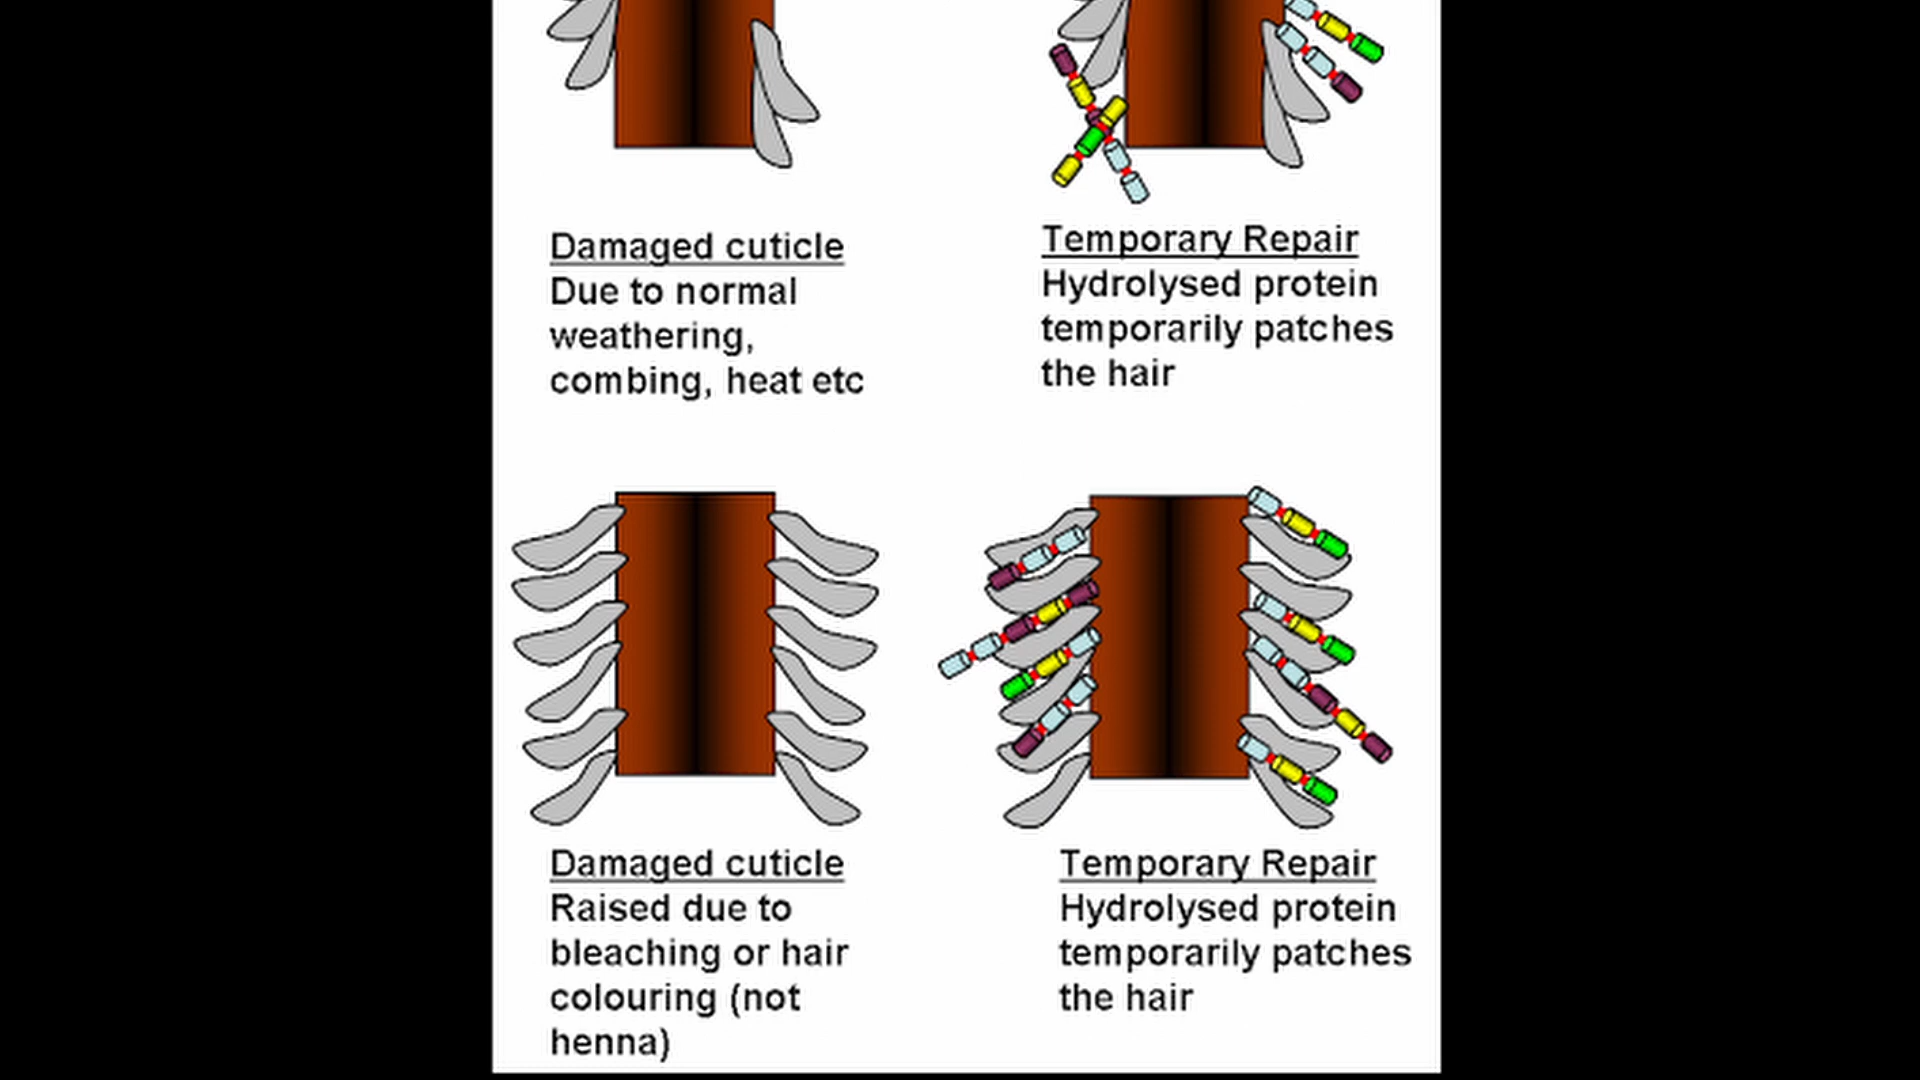 Damaged cuticle
Due to normal
weathering,
combing, heat etc
Temporary Repair
Hydrolysed protein
temporarily patches
the hair
Damaged cuticle
Raised due to
bleaching or hair
colouring (not
henna)
Temporary Repair
Hydrolysed protein
temporarily patches
the hair